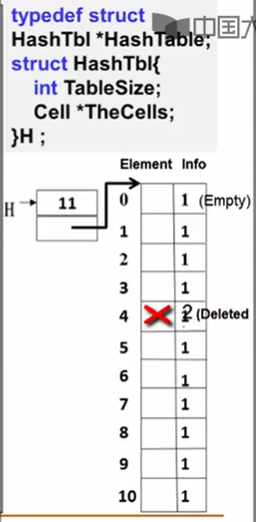 typedef struct
HashTbl *HashTable;
struct HashTbl{
int TableSize;
Cell *TheCells;
}H ;
中国大
Element Info
H 11
0 1 (Empty)
1 1
2 1
3 1
4 2 (Deleted
5 1
6 1
7 1
8 1
9 1
10 1